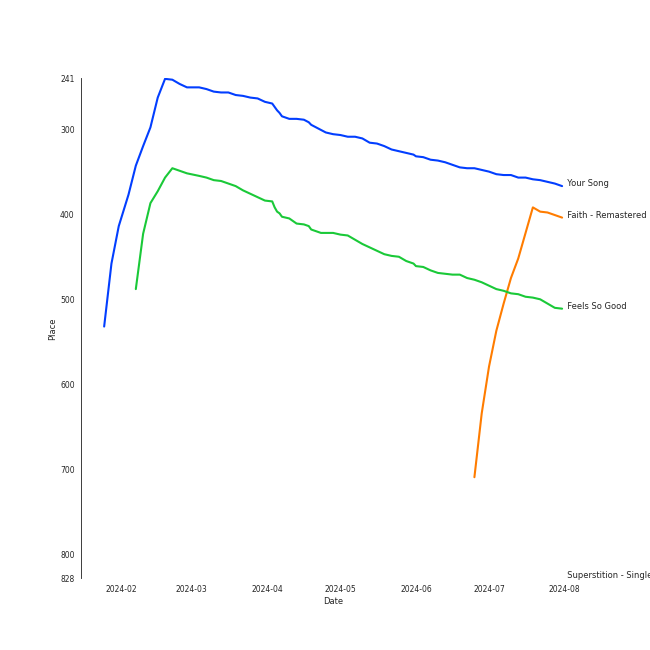 241
300
400
500
600
700
800
828
Place
Your Song
Faith - Remastered
Feels So Good
Superstition - Single
2024-02
2024-03
2024-04
2024-05
2024-06
2024-07
2024-08
Date